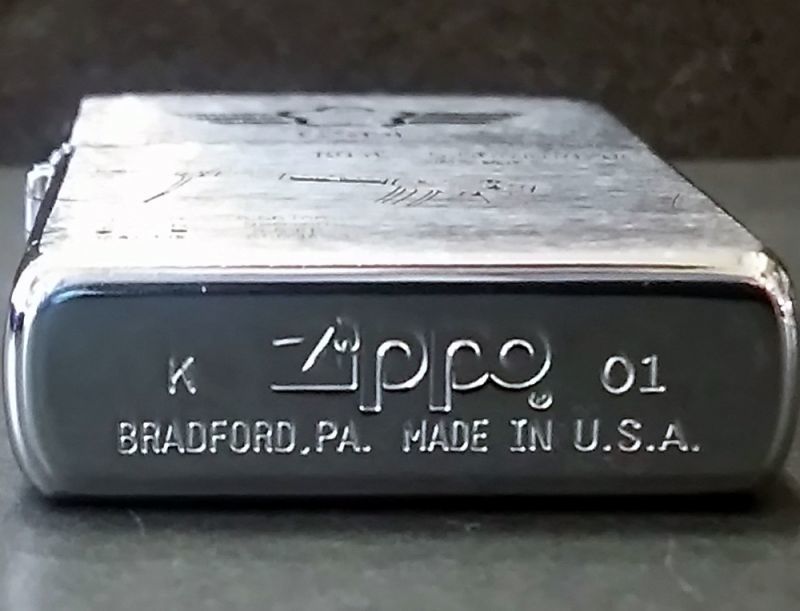 K Zippo® 01
BRADFORD,PA. MADE IN U.S.A.